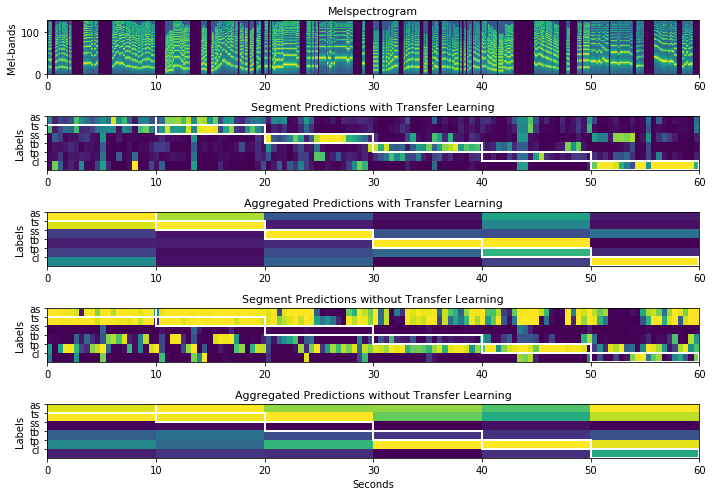 Melspectrogram
Mel-bands
100
0
0 10 20 30 40 50 60
Segment Predictions with Transfer Learning
Labels
as
ts
ss
tb
tp
cl
0 10 20 30 40 50 60
Aggregated Predictions with Transfer Learning
Labels
as
ts
ss
tb
tp
cl
0 10 20 30 40 50 60
Segment Predictions without Transfer Learning
Labels
as
ts
ss
tb
tp
cl
0 10 20 30 40 50 60
Aggregated Predictions without Transfer Learning
Labels
as
ts
ss
tb
tp
cl
0 10 20 30 40 50 60
Seconds